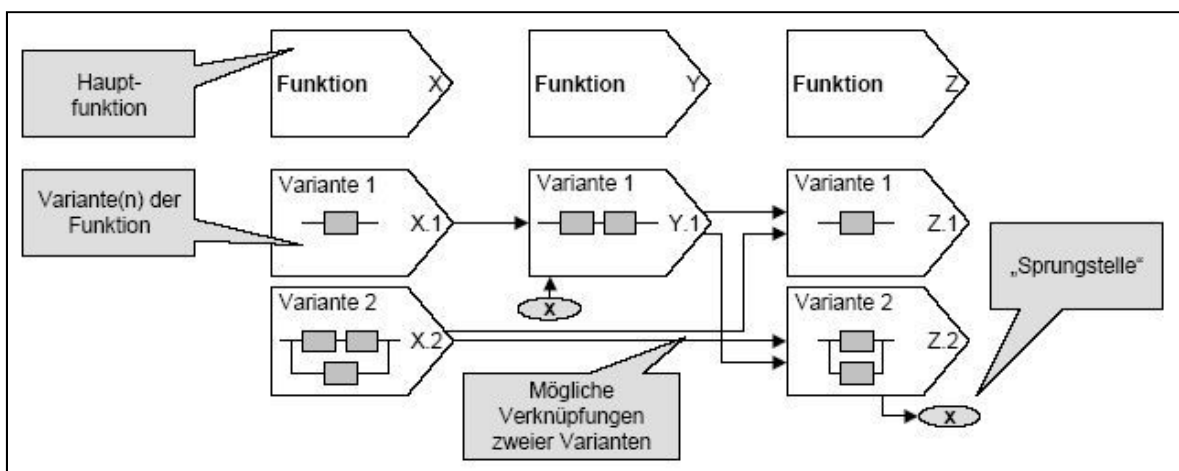 Haupt-
funktion
Funktion X
Funktion Y
Funktion Z
Variante(n) der
Funktion
Variante 1
X.1
Variante 1
Y.1
Variante 1
Z.1
„Sprungstelle“
X
Variante 2
X.2
Variante 2
Z.2
Mögliche
Verknüpfungen
zweier Varianten
X